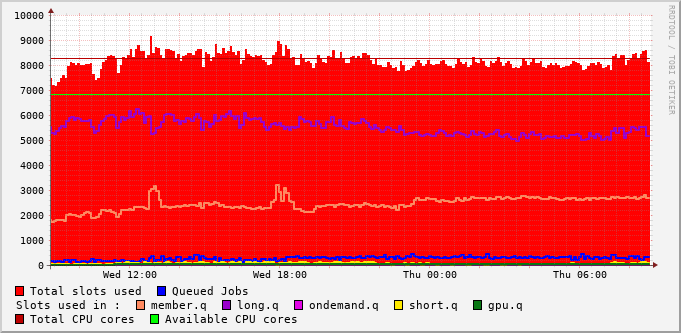 RRDTOOL / TOBI OETIKER
10000
9000
8000
7000
6000
5000
4000
3000
2000
1000
0
Wed 12:00 Wed 18:00 Thu 00:00 Thu 06:00
Total slots used Queued Jobs
Slots used in : member.q long.q ondemand.q short.q gpu.q
Total CPU cores Available CPU cores